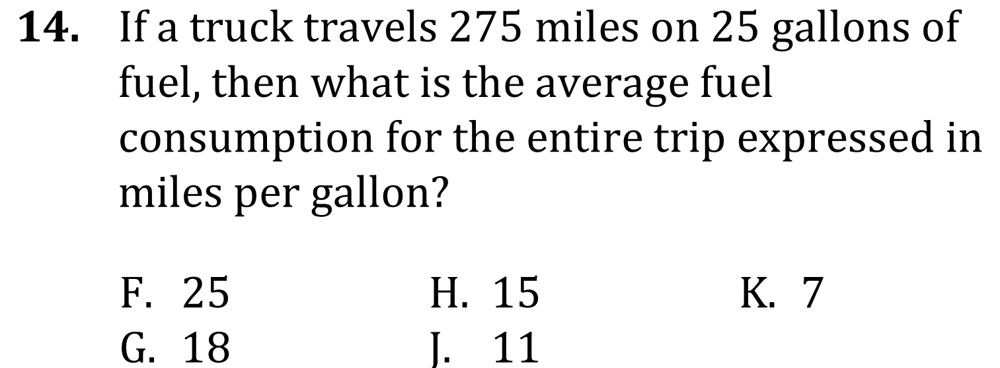 14. If a truck travels 275 miles on 25 gallons of
fuel, then what is the average fuel
consumption for the entire trip expressed in
miles per gallon?
F. 25 H. 15 K. 7
G. 18 J. 11